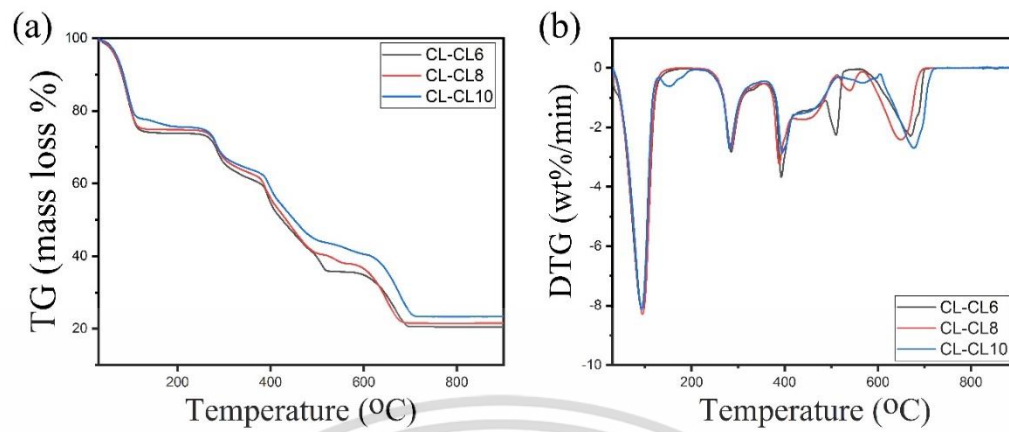 (a)
TG (mass loss %)
100
80
60
40
20
200
400
600
800
Temperature (ºC)
CL-CL6
CL-CL8
CL-CL10
(b)
DTG (wt%/min)
0
-2
-4
-6
-8
-10
200
400
600
800
Temperature (ºC)
CL-CL6
CL-CL8
CL-CL10